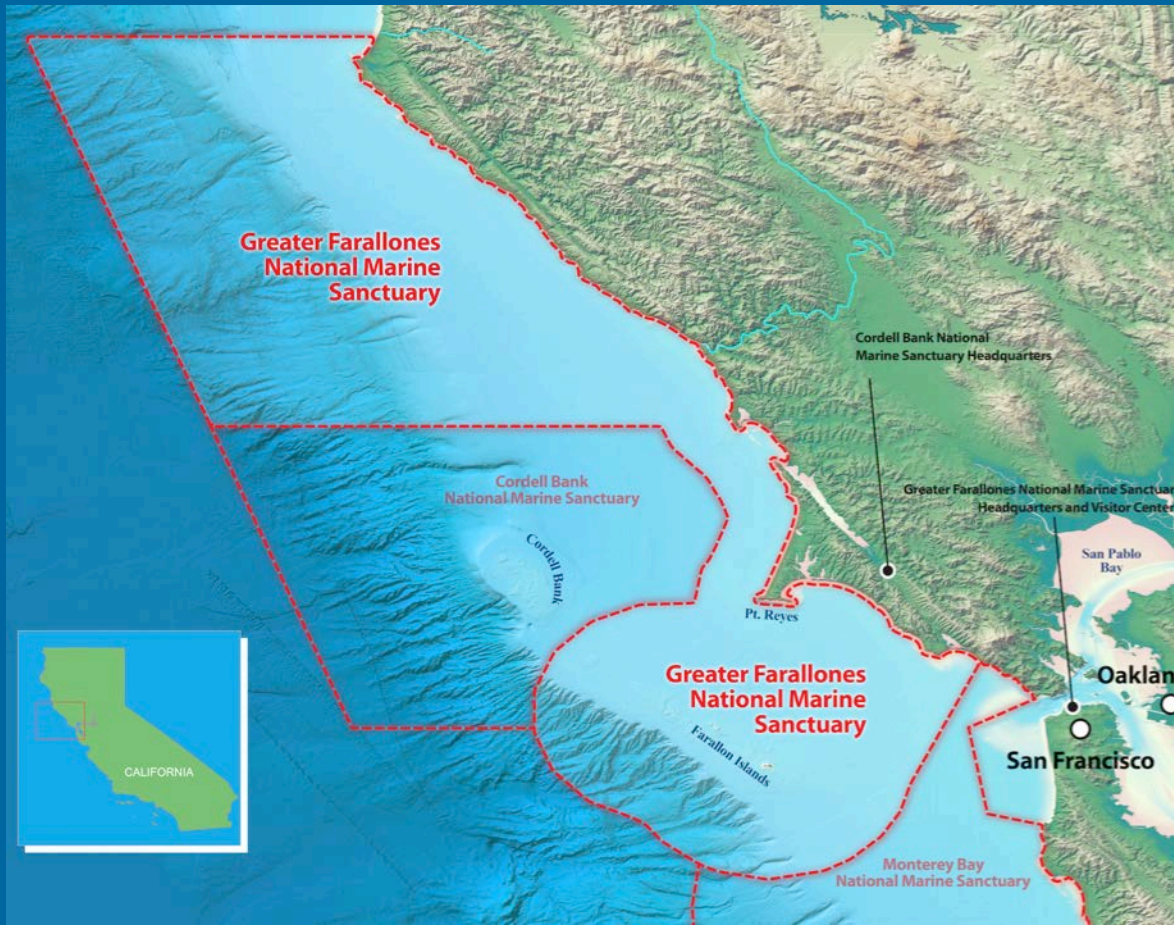 Greater Farallones
National Marine
Sanctuary
Cordell Bank National
Marine Sanctuary Headquarters
Cordell Bank
National Marine Sanctuary
Greater Farallones National Marine Sanctuar
Headquarters and Visitor Center
San Pablo
Bay
Cordell Bank
Pt. Reyes
Greater Farallones
National Marine
Sanctuary
Oaklan
Farallon Islands
San Francisco
CALIFORNIA
Monterey Bay
National Marine Sanctuary